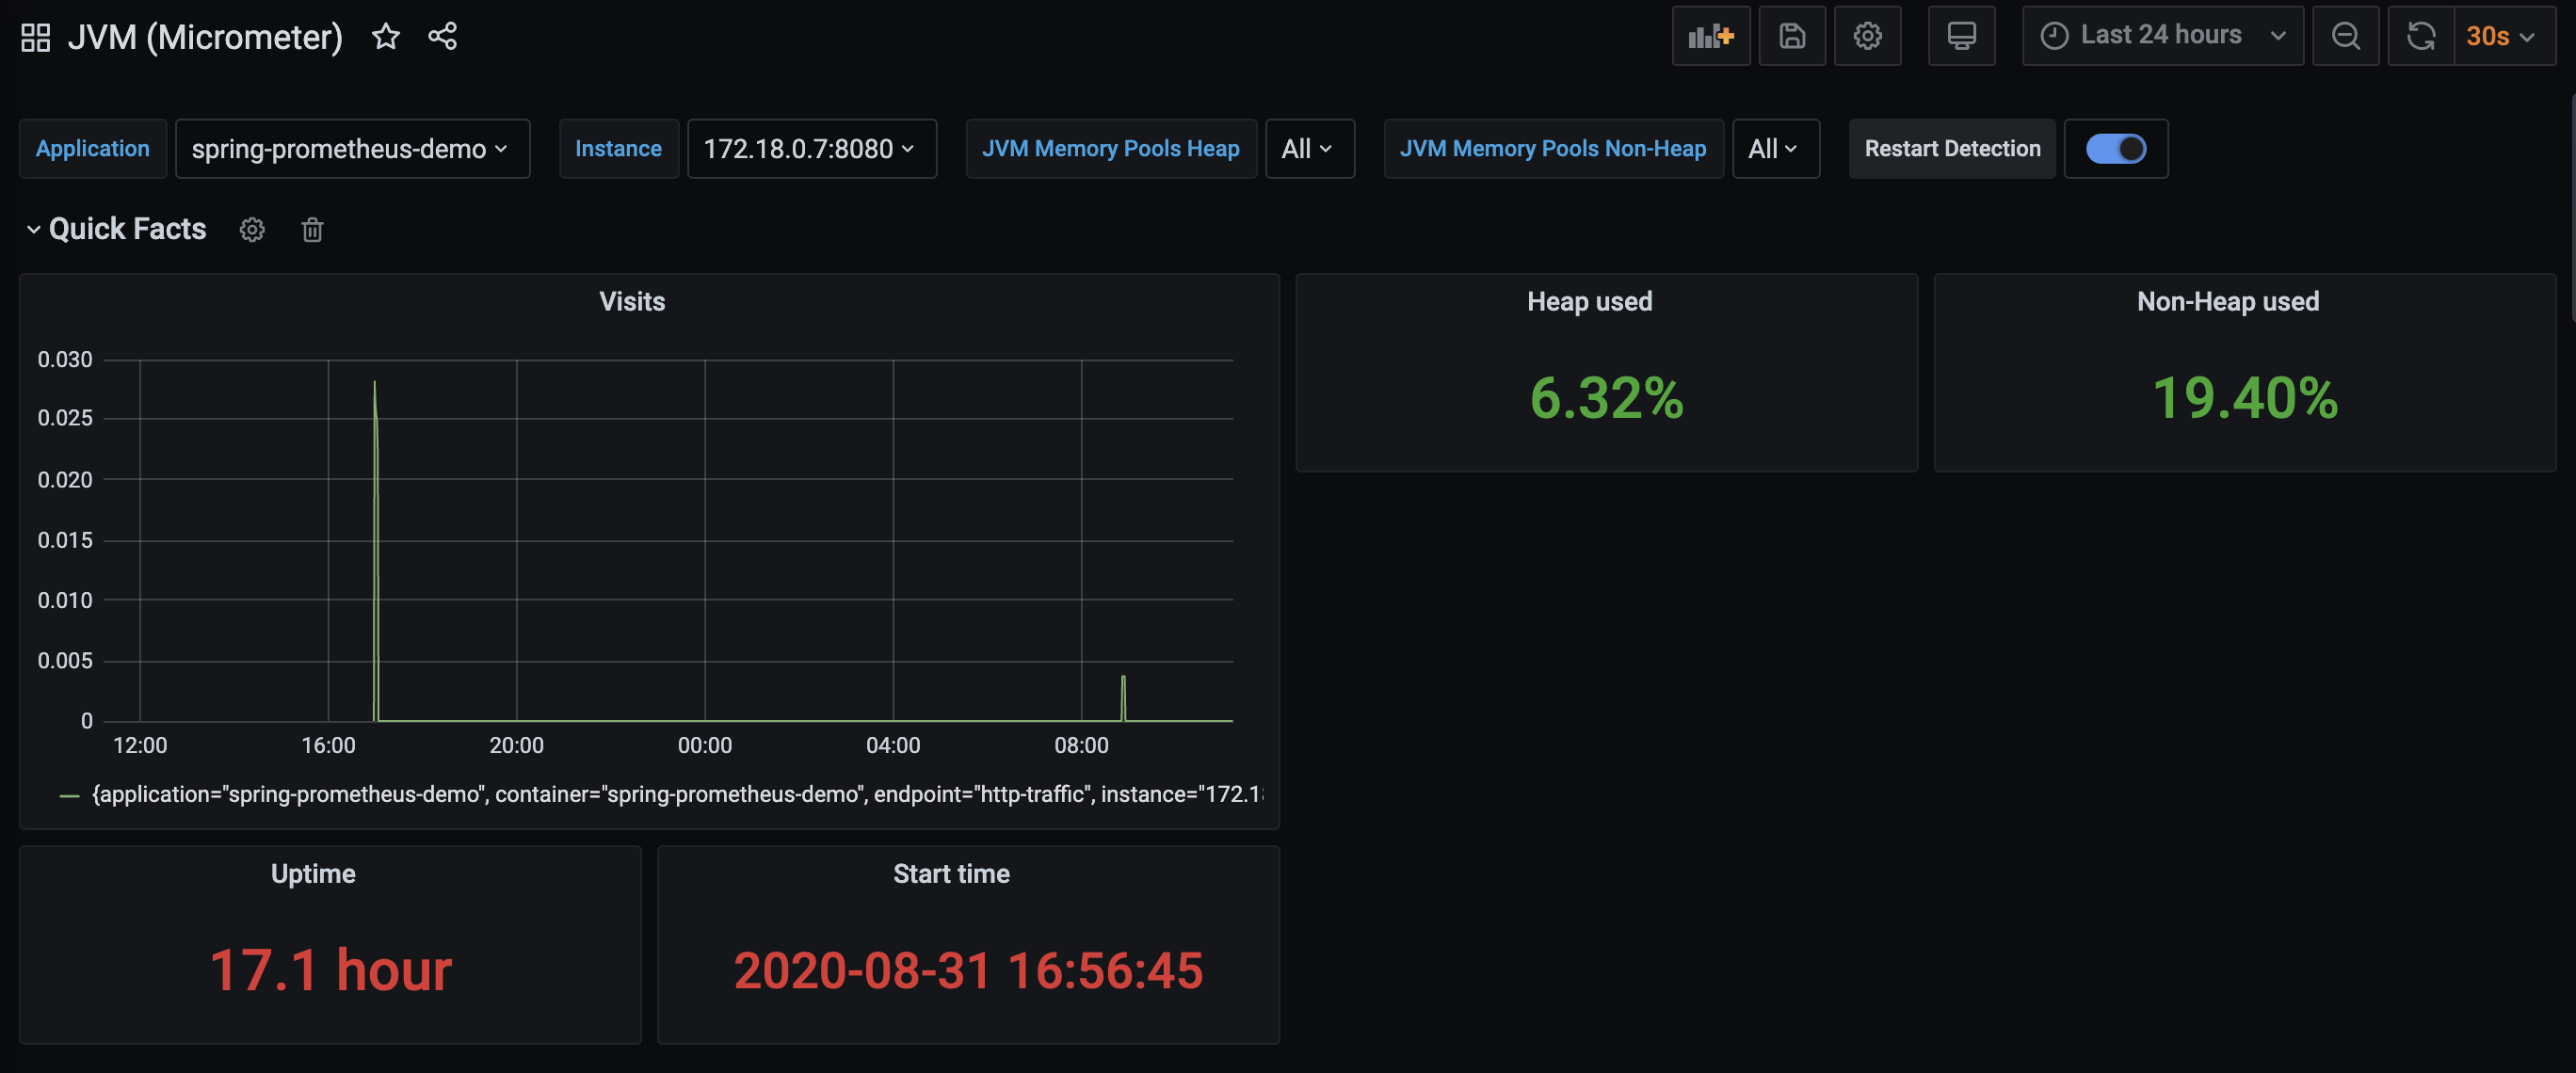 JVM (Micrometer)
Last 24 hours
30s
Application
spring-prometheus-demo
Instance
172.18.0.7:8080
JVM Memory Pools Heap
All
JVM Memory Pools Non-Heap
All
Restart Detection
Quick Facts
Visits
0.030
0.025
0.020
0.015
0.010
0.005
0
12:00 16:00 20:00 00:00 04:00 08:00
{application="spring-prometheus-demo", container="spring-prometheus-demo", endpoint="http-traffic", instance="172.1
Heap used
6.32%
Non-Heap used
19.40%
Uptime
17.1 hour
Start time
2020-08-31 16:56:45